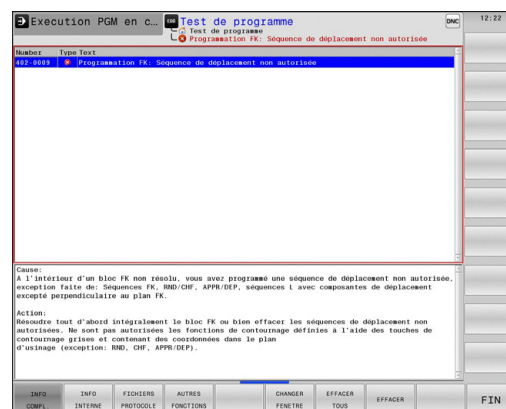 Execution PGM en c...
Test de programme
DNC
12:22
Test de programme
Programmation FK: Séquence de déplacement non autorisée
Number Type Text
402-0009 Programmation FK: Séquence de déplacement non autorisée
Cause:
A l'intérieur d'un bloc FK non résolu, vous avez programmé une séquence de déplacement non autorisée,
exception faite de: Séquences FK, RND/CHF, APPR/DEP, séquences L avec composantes de déplacement
excepté perpendiculaire au plan FK.
Action:
Résoudre tout d'abord intégralement le bloc FK ou bien effacer les séquences de déplacement non
autorisées. Ne sont pas autorisées les fonctions de contournage définies à l'aide des touches de
contournage grises et contenant des coordonnées dans le plan
d'usinage (exception: RND, CHF, APPR/DEP).
INFO COMPL.
INFO INTERNE
FICHIERS PROTOCOLE
AUTRES FONCTIONS
CHANGER FENETRE
EFFACER TOUS
EFFACER
FIN